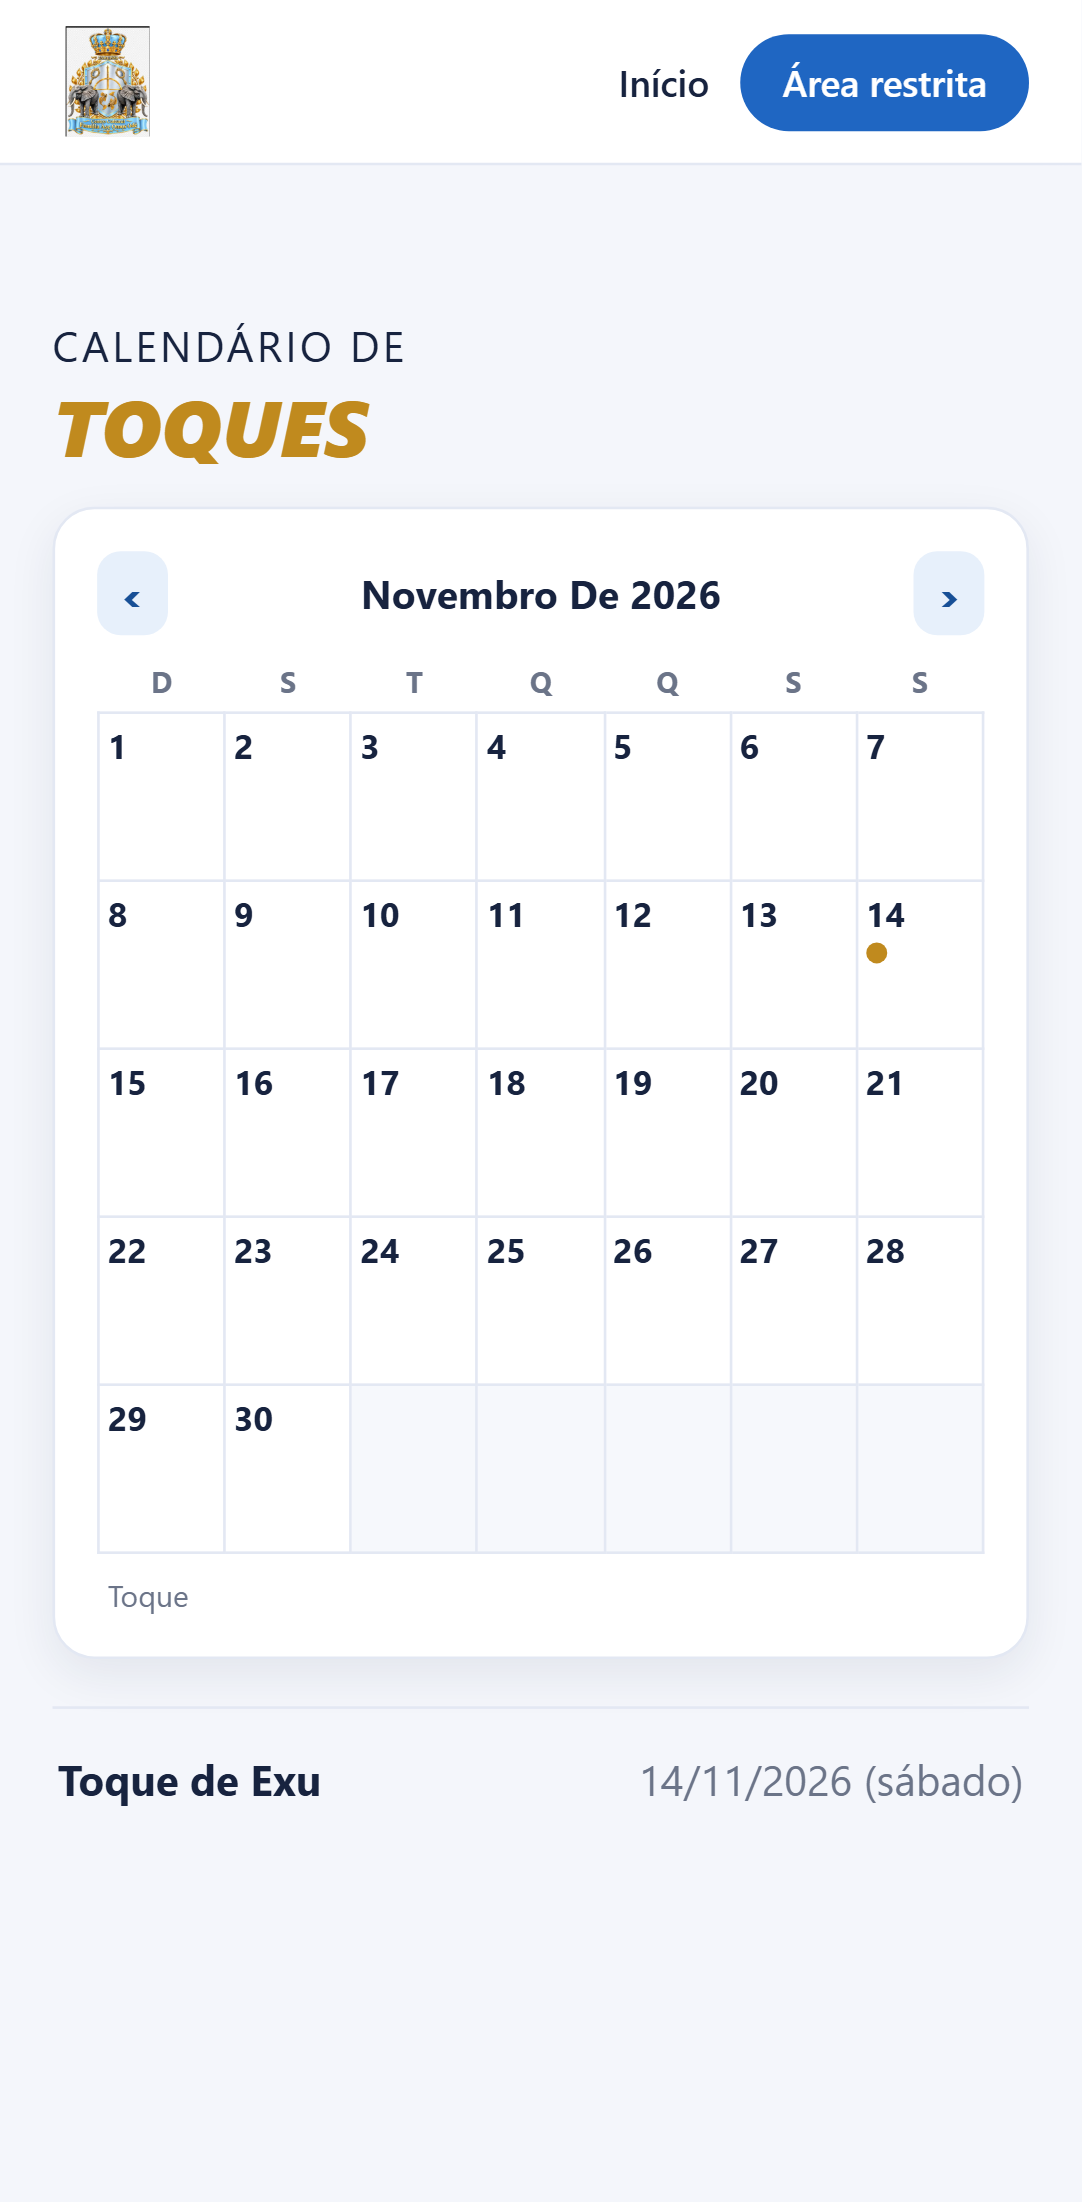 Início
Área restrita
CALENDÁRIO DE
TOQUES
‹ Novembro De 2026 ›
D S T Q Q S S
1 2 3 4 5 6 7
8 9 10 11 12 13 14
15 16 17 18 19 20 21
22 23 24 25 26 27 28
29 30
Toque
Toque de Exu 14/11/2026 (sábado)